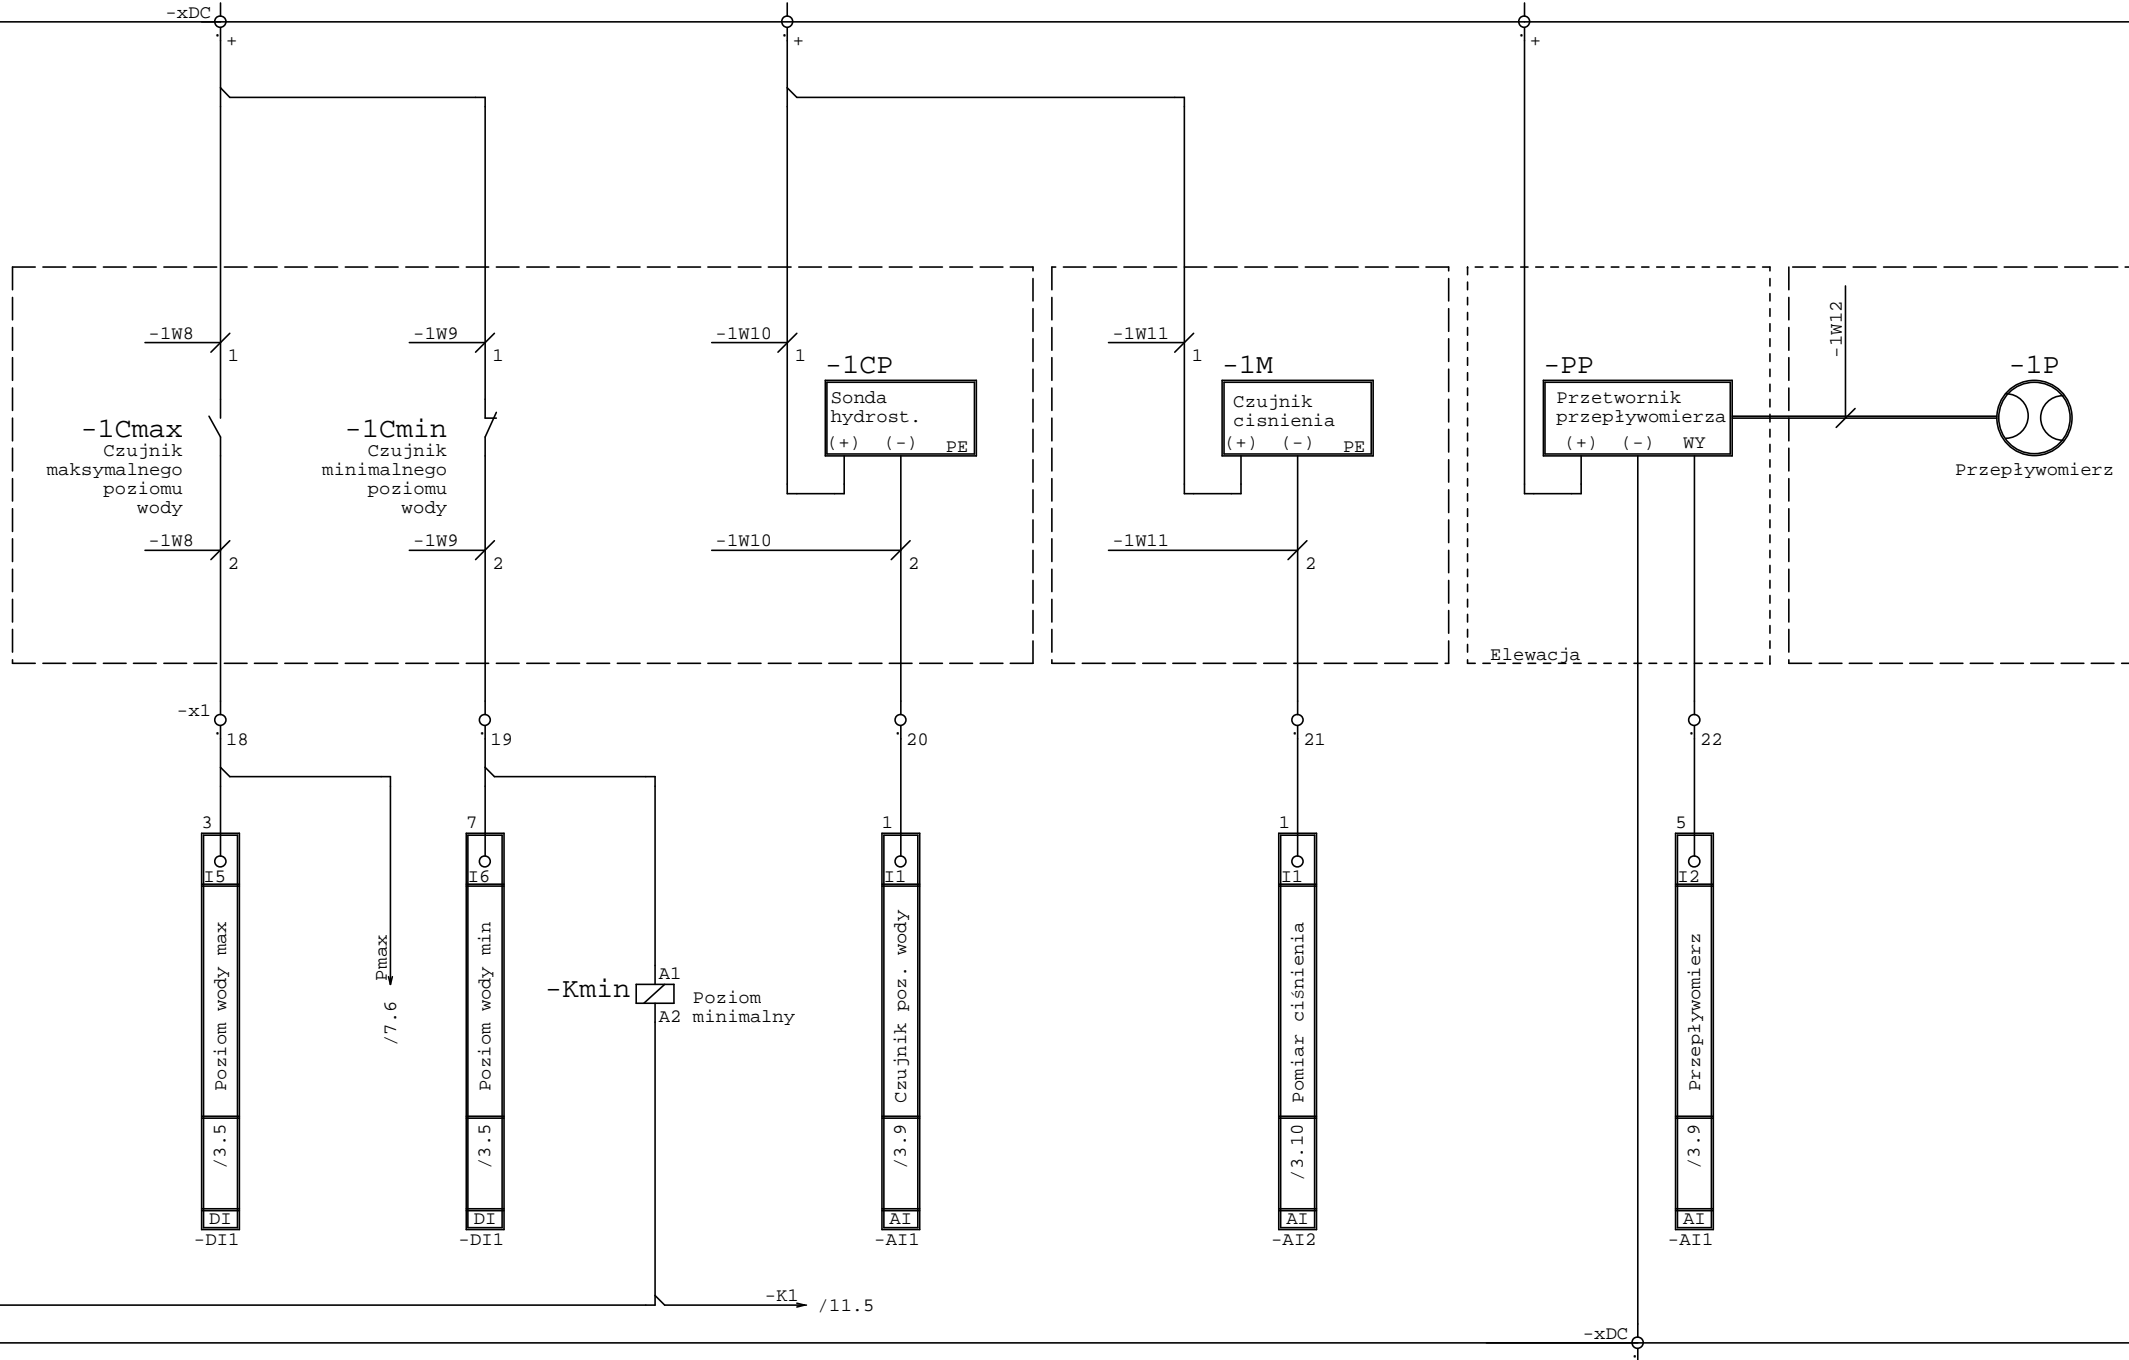 -xDC
+
+
+
-1W8
1
-1W9
1
-1W10
1
-1W11
1
-1W12
-1Cmax
Czujnik
maksymalnego
poziomu
wody
-1Cmin
Czujnik
minimalnego
poziomu
wody
-1CP
Sonda
hydrost.
(+) (-) PE
-1M
Czujnik
cisnienia
(+) (-) PE
-PP
Przetwornik
przepływomierza
(+) (-) WY
-1P
Przepływomierz
-1W8
2
-1W9
2
-1W10
2
-1W11
2
Elewacja
-x1
18
19
20
21
22
3
I5
Poziom wody max
/3.5
DI
-DI1
Pmax
/7.6
7
I6
Poziom wody min
/3.5
DI
-DI1
-Kmin
A1
A2
Poziom
minimalny
1
I1
Czujnik poz. wody
/3.9
AI
-AI1
1
I1
Pomiar ciśnienia
/3.10
AI
-AI2
5
I2
Przepływomierz
/3.9
AI
-AI1
-K1
/11.5
-xDC